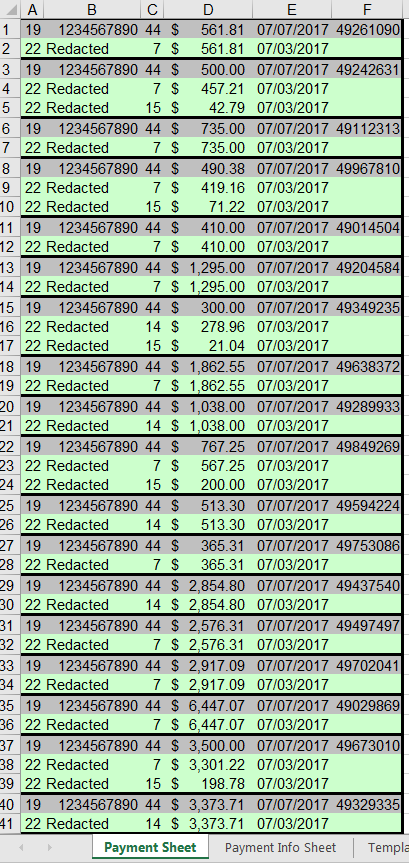 A B C D E F
1 19 1234567890 44 $ 561.81 07/07/2017 49261090
2 22 Redacted 7 $ 561.81 07/03/2017
3 19 1234567890 44 $ 500.00 07/07/2017 49242631
4 22 Redacted 7 $ 457.21 07/03/2017
5 22 Redacted 15 $ 42.79 07/03/2017
6 19 1234567890 44 $ 735.00 07/07/2017 49112313
7 22 Redacted 7 $ 735.00 07/03/2017
8 19 1234567890 44 $ 490.38 07/07/2017 49967810
9 22 Redacted 7 $ 419.16 07/03/2017
10 22 Redacted 15 $ 71.22 07/03/2017
11 19 1234567890 44 $ 410.00 07/07/2017 49014504
12 22 Redacted 7 $ 410.00 07/03/2017
13 19 1234567890 44 $ 1,295.00 07/07/2017 49204584
14 22 Redacted 7 $ 1,295.00 07/03/2017
15 19 1234567890 44 $ 300.00 07/07/2017 49349235
16 22 Redacted 14 $ 278.96 07/03/2017
17 22 Redacted 15 $ 21.04 07/03/2017
18 19 1234567890 44 $ 1,862.55 07/07/2017 49638372
19 22 Redacted 7 $ 1,862.55 07/03/2017
20 19 1234567890 44 $ 1,038.00 07/07/2017 49289933
21 22 Redacted 14 $ 1,038.00 07/03/2017
22 19 1234567890 44 $ 767.25 07/07/2017 49849269
23 22 Redacted 7 $ 567.25 07/03/2017
24 22 Redacted 15 $ 200.00 07/03/2017
25 19 1234567890 44 $ 513.30 07/07/2017 49594224
26 22 Redacted 14 $ 513.30 07/03/2017
27 19 1234567890 44 $ 365.31 07/07/2017 49753086
28 22 Redacted 7 $ 365.31 07/03/2017
29 19 1234567890 44 $ 2,854.80 07/07/2017 49437540
30 22 Redacted 14 $ 2,854.80 07/03/2017
31 19 1234567890 44 $ 2,576.31 07/07/2017 49497497
32 22 Redacted 7 $ 2,576.31 07/03/2017
33 19 1234567890 44 $ 2,917.09 07/07/2017 49702041
34 22 Redacted 7 $ 2,917.09 07/03/2017
35 19 1234567890 44 $ 6,447.07 07/07/2017 49029869
36 22 Redacted 7 $ 6,447.07 07/03/2017
37 19 1234567890 44 $ 3,500.00 07/07/2017 49673010
38 22 Redacted 7 $ 3,301.22 07/03/2017
39 22 Redacted 15 $ 198.78 07/03/2017
40 19 1234567890 44 $ 3,373.71 07/07/2017 49329335
41 22 Redacted 14 $ 3,373.71 07/03/2017
Payment Sheet Payment Info Sheet Templa